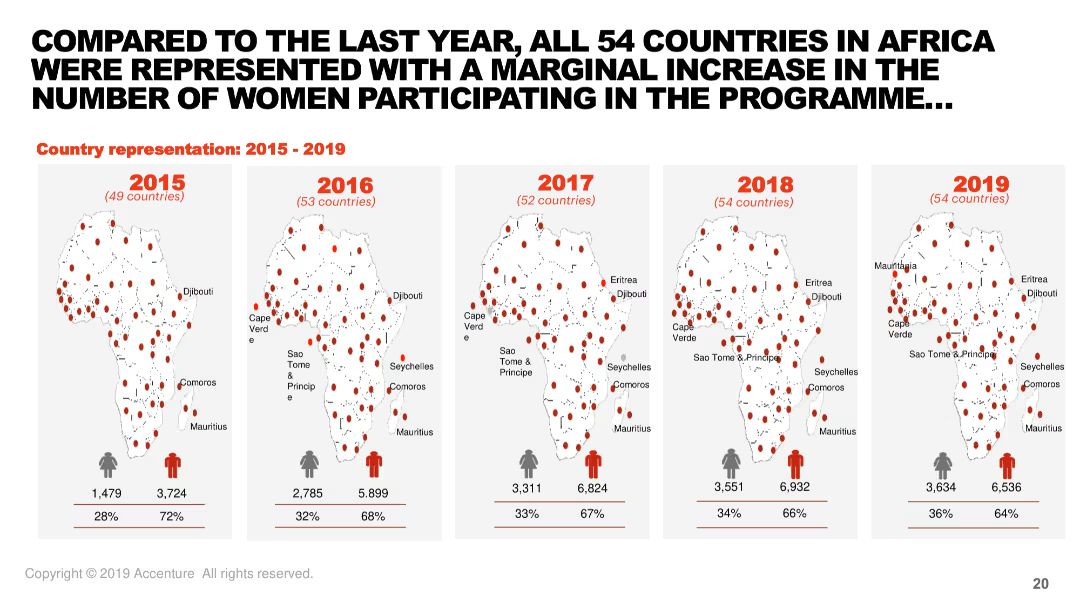 COMPARED TO THE LAST YEAR, ALL 54 COUNTRIES IN AFRICA
WERE REPRESENTED WITH A MARGINAL INCREASE IN THE
NUMBER OF WOMEN PARTICIPATING IN THE PROGRAMME...
Country representation: 2015 - 2019
2015
(49 countries)
Djibouti
Comoros
Mauritius
1,479 3,724
28% 72%
2016
(53 countries)
Djibouti
Cape
Verd
e
Sao
Tome
&
Princip
e
Seychelles
Comoros
Mauritius
2,785 5.899
32% 68%
2017
(52 countries)
Eritrea
Djibouti
Cape
Verd
e
Sao
Tome &
Principe
Seychelles
Comoros
Mauritius
3,311 6,824
33% 67%
2018
(54 countries)
Eritrea
Djibouti
Cape
Verde
Sao Tome & Principe
Seychelles
Comoros
Mauritius
3,551 6,932
34% 66%
2019
(54 countries)
Mauritania
Eritrea
Djibouti
Cape
Verde
Sao Tome & Principe
Seychelles
Comoros
Mauritius
3,634 6,536
36% 64%
Copyright © 2019 Accenture All rights reserved.
20